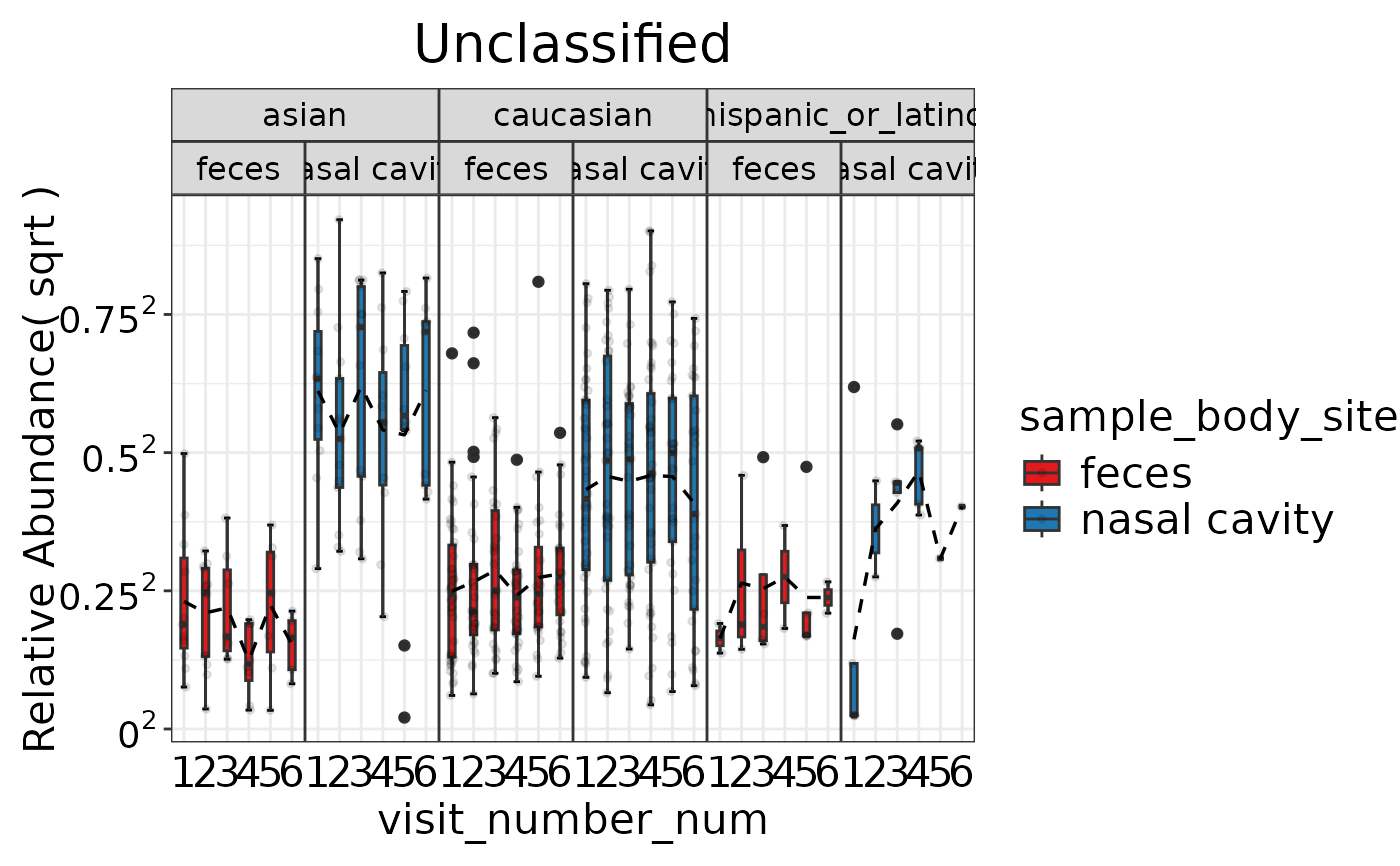 Unclassified
asian caucasian hispanic_or_latino
feces asal cavit feces asal cavit feces asal cavit
Relative Abundance( sqrt )
0.75²
0.5²
0.25²
0²
123456 123456 123456 123456 123456 123456
visit_number_num
sample_body_site
feces
nasal cavity